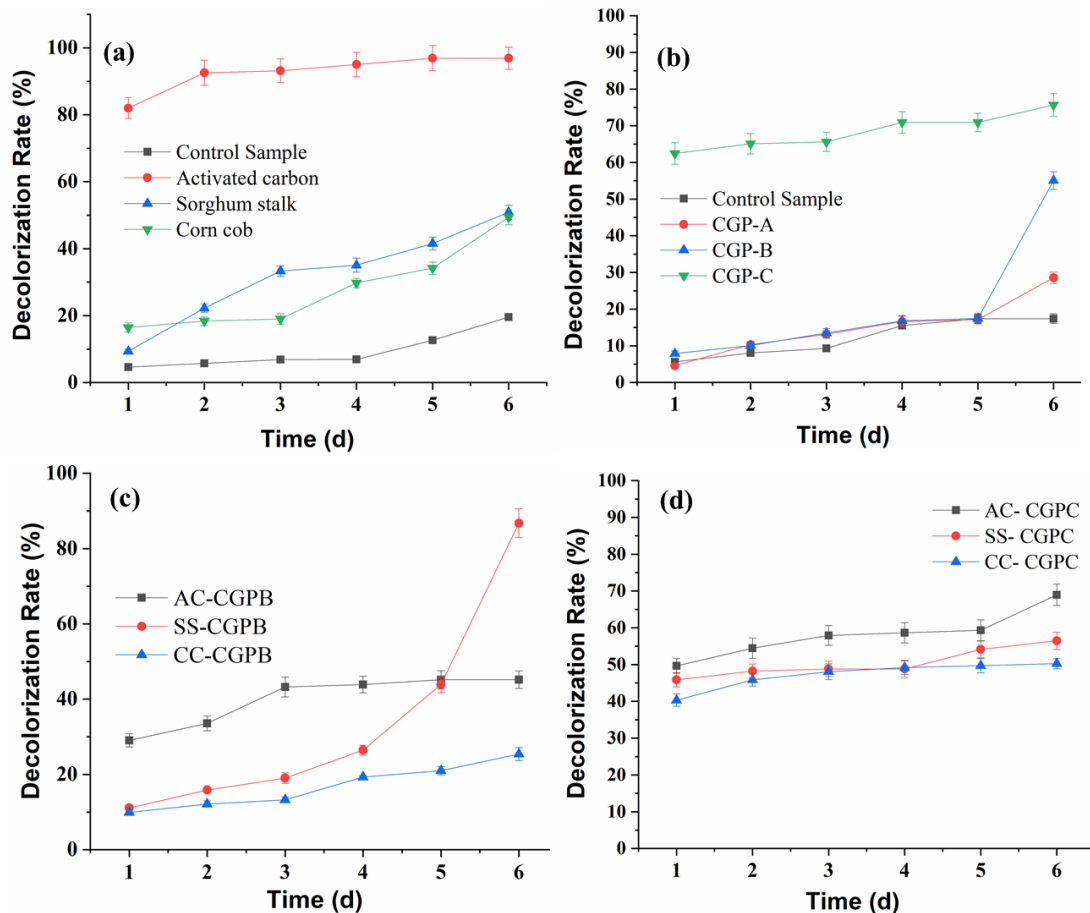 (a)
Decolorization Rate (%)
100
80
60
40
20
0
Control Sample
Activated carbon
Sorghum stalk
Corn cob
1 2 3 4 5 6
Time (d)
(b)
Decolorization Rate (%)
100
90
80
70
60
50
40
30
20
10
0
Control Sample
CGP-A
CGP-B
CGP-C
1 2 3 4 5 6
Time (d)
(c)
Decolorization Rate (%)
100
80
60
40
20
0
AC-CGPB
SS-CGPB
CC-CGPB
1 2 3 4 5 6
Time (d)
(d)
Decolorization Rate (%)
100
90
80
70
60
50
40
30
20
10
0
AC- CGPC
SS- CGPC
CC- CGPC
1 2 3 4 5 6
Time (d)